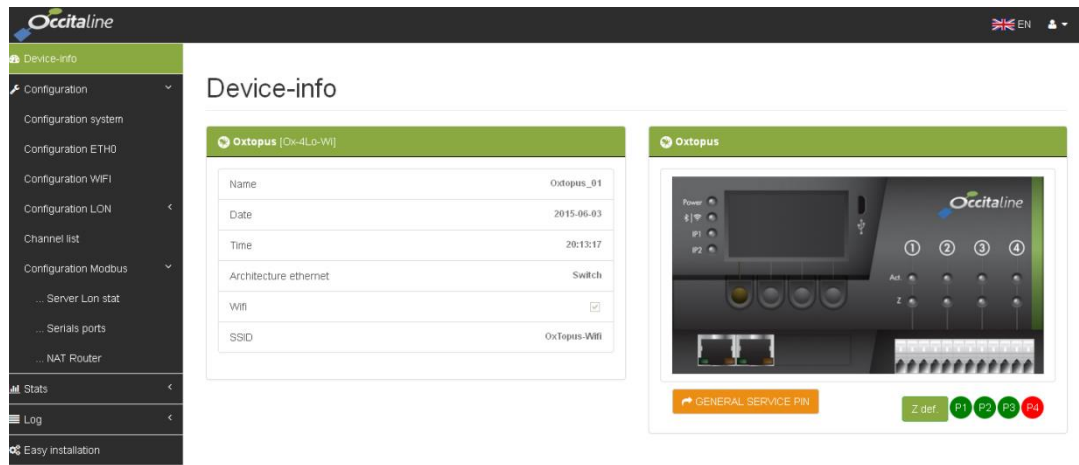 Occitaline
EN
Device-info
Configuration
Configuration system
Configuration ETH0
Configuration WIFI
Configuration LON
Channel list
Configuration Modbus
... Server Lon stat
... Serials ports
... NAT Router
Stats
Log
Easy installation
Device-info
Oxtopus [Ox-4Lo-Wi]
Name Oxtopus_01
Date 2015-06-03
Time 20:13:17
Architecture ethernet Switch
Wifi
SSID OxTopus-Wifi
Oxtopus
Power
IP1
IP2
Occitaline
1 2 3 4
Act.
Z
GENERAL SERVICE PIN
Z def. P1 P2 P3 P4